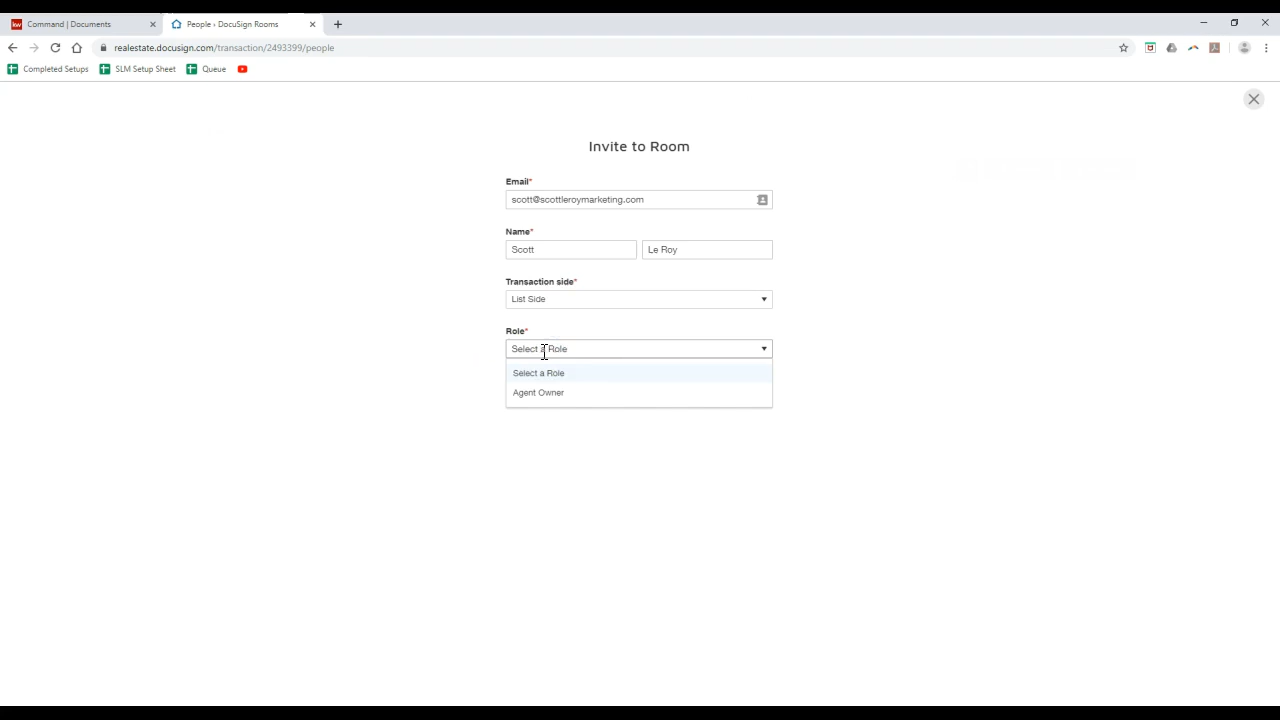 Command | Documents
People › DocuSign Rooms
realestate.docusign.com/transaction/2493399/people
Completed Setups
SLM Setup Sheet
Queue
Invite to Room
Email*
scott@scottleroymarketing.com
Name*
Scott
Le Roy
Transaction side*
List Side
Role*
Select a Role
Select a Role
Agent Owner